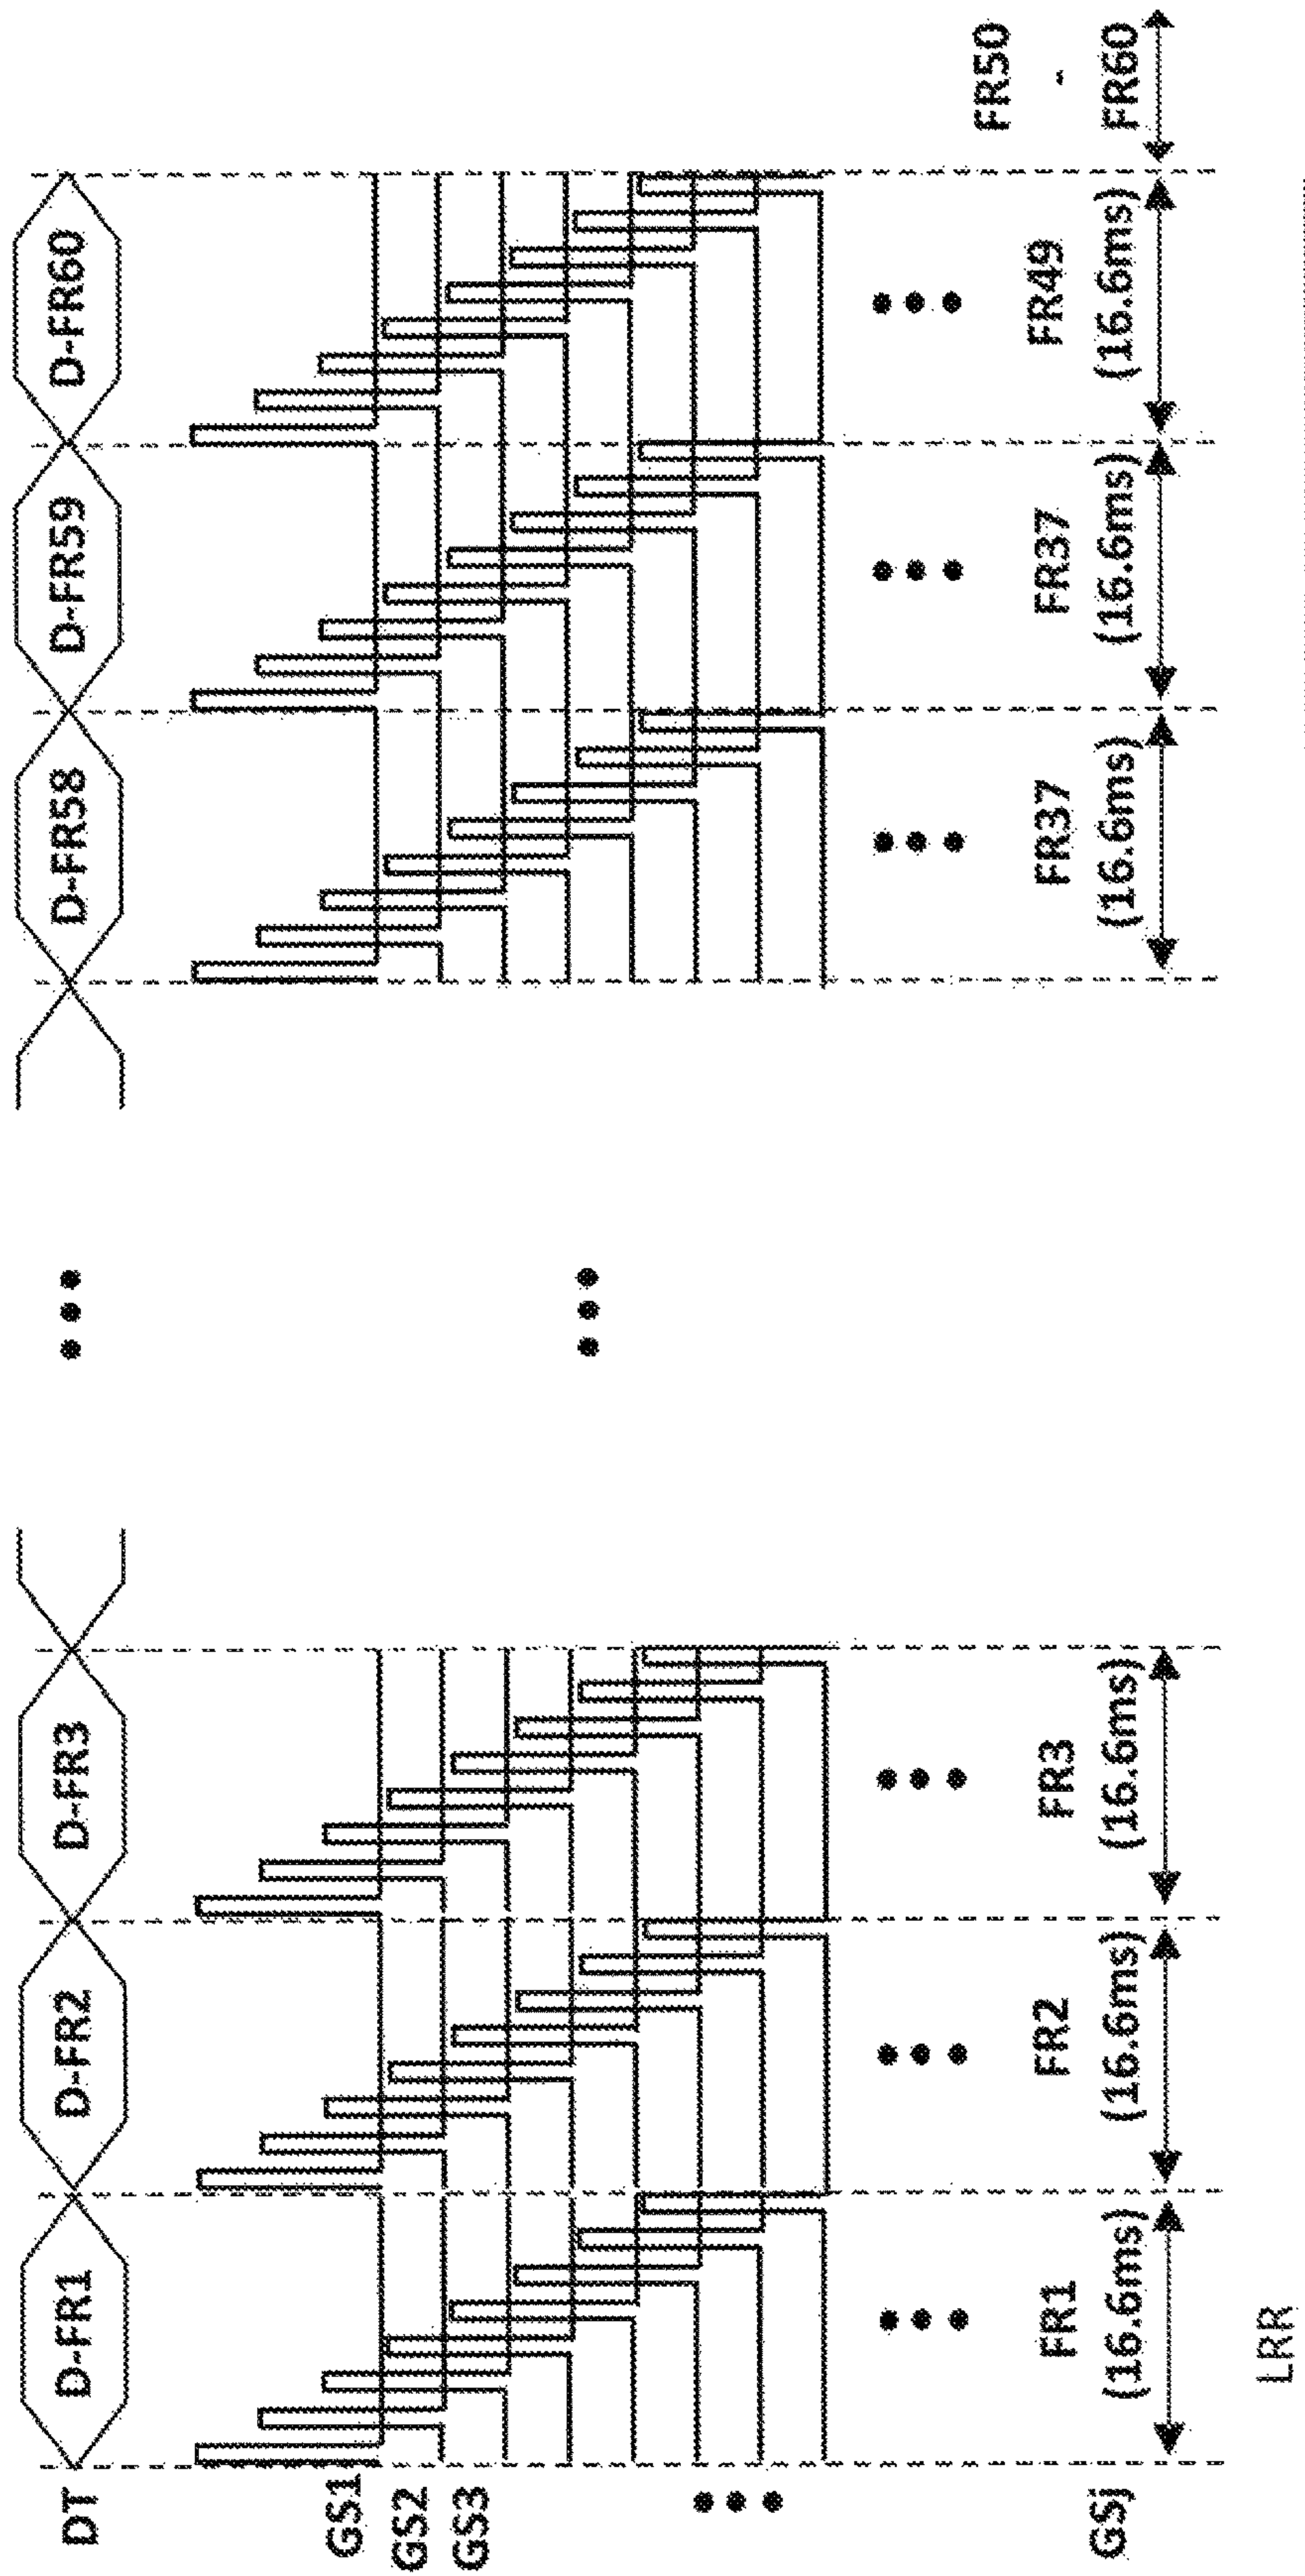 DT
D-FR1
D-FR2
D-FR3
D-FR58
D-FR59
D-FR60
GS1
GS2
GS3
GSj
FR1
(16.6ms)
FR2
(16.6ms)
FR3
(16.6ms)
FR37
(16.6ms)
FR37
(16.6ms)
FR49
(16.6ms)
FR50
-
FR60
LRR